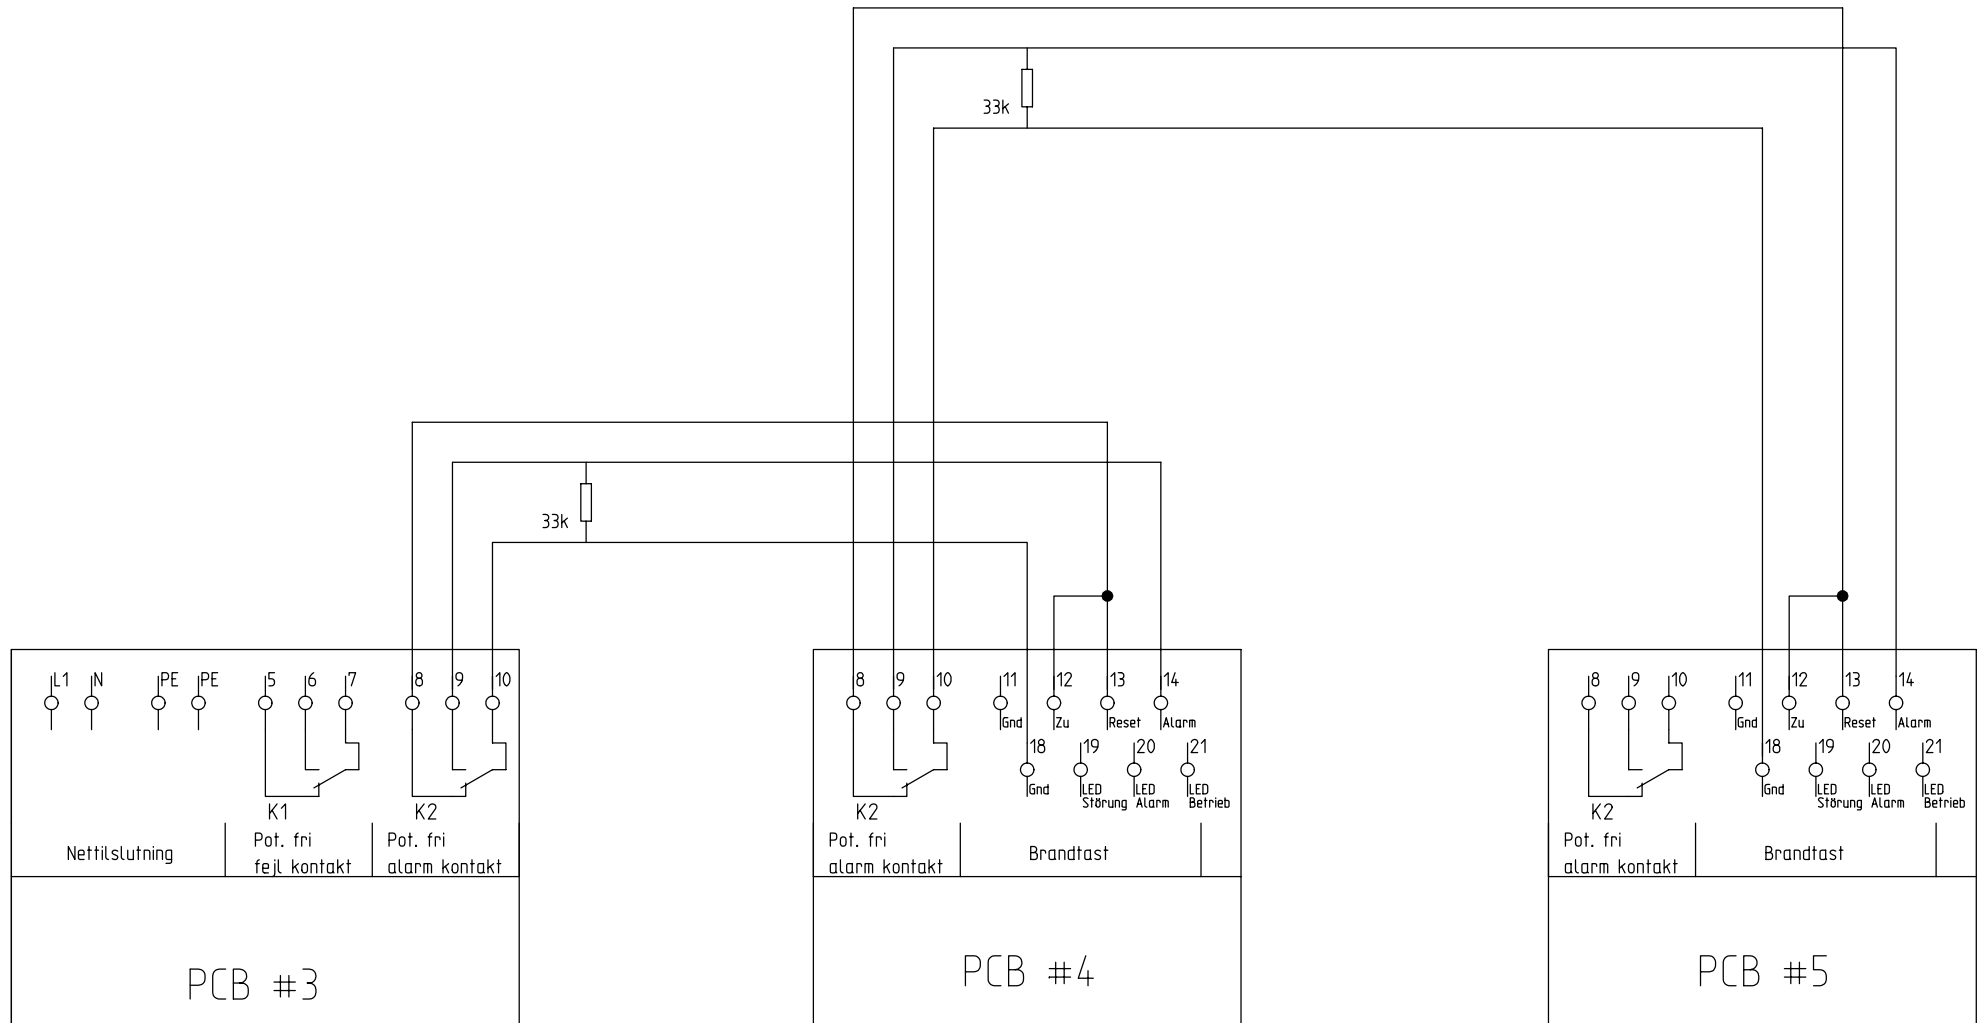 33k
33k
L1 N PE PE 5 6 7 8 9 10
K1 K2
Nettilslutning
Pot. fri
fejl kontakt
Pot. fri
alarm kontakt
PCB #3
8 9 10 11 12 13 14
Gnd Zu Reset Alarm
18 19 20 21
Gnd
LED
Störung
LED
Alarm
LED
Betrieb
K2
Pot. fri
alarm kontakt
Brandtast
PCB #4
8 9 10 11 12 13 14
Gnd Zu Reset Alarm
18 19 20 21
Gnd
LED
Störung
LED
Alarm
LED
Betrieb
K2
Pot. fri
alarm kontakt
Brandtast
PCB #5